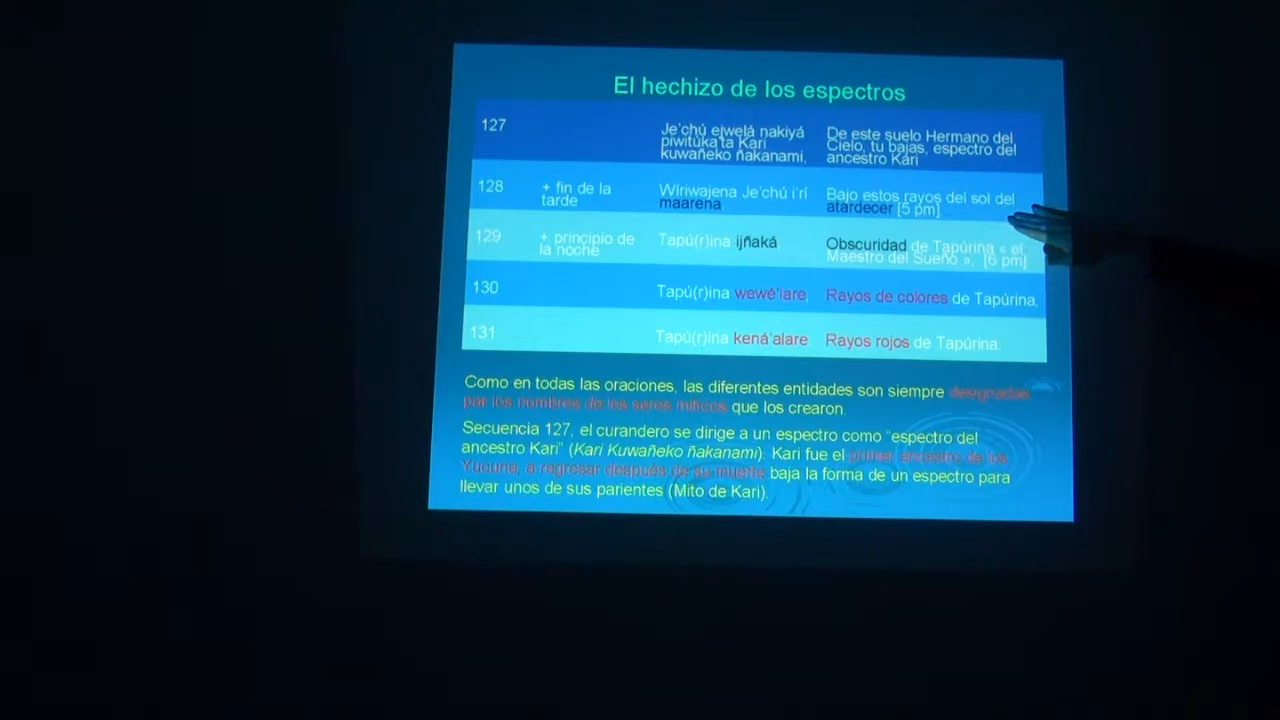 El hechizo de los espectros
127
Je'chú ejwelá nakiyá
piwitúka'ta Kari
kuwañeko ñakanami,
De este suelo Hermano del
Cielo, tu bajas, espectro del
ancestro Kári
128
+ fin de la
tarde
Wíriwajena Je'chú i'rí
maarena
Bajo estos rayos del sol del
atardecer [5 pm]
129
+ principio de
la noche
Tapú(r)ina ijñaká
Obscuridad de Tapúrina « el
Maestro del Sueño ». [6 pm]
130
Tapú(r)ina wewé'lare,
Rayos de colores de Tapúrina,
131
Tapú(r)ina kená'alare
Rayos rojos de Tapúrina.
Como en todas las oraciones, las diferentes entidades son siempre designadas
por los nombres de los seres míticos que los crearon.
Secuencia 127, el curandero se dirige a un espectro como "espectro del
ancestro Kari" (Kari Kuwañeko ñakanami). Kari fue el primer ancestro de los
Yucuna, a regresar después de su muerte baja la forma de un espectro para
llevar unos de sus parientes (Mito de Kari).